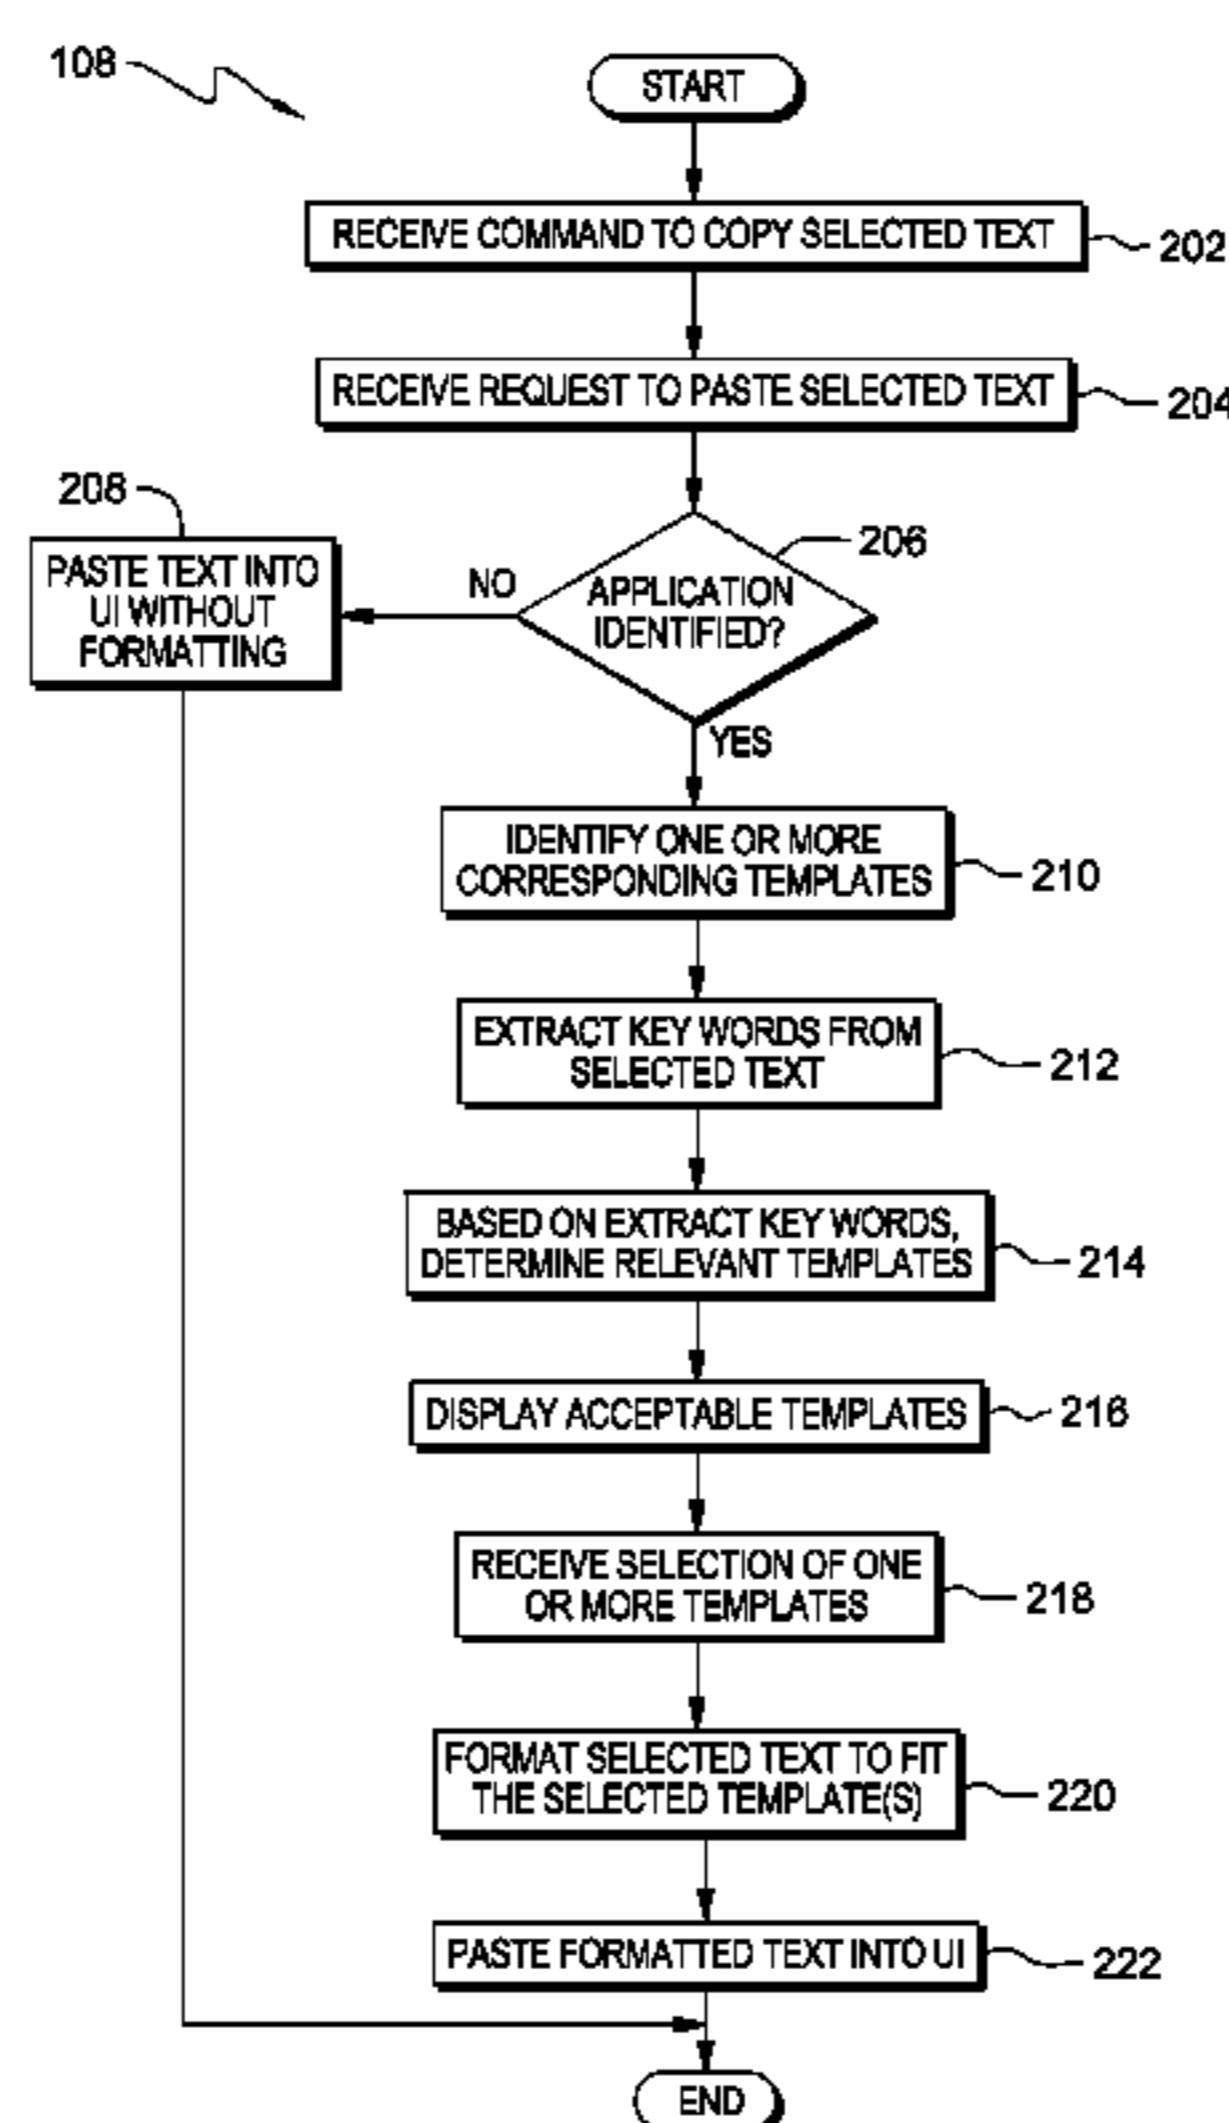 108
START
RECEIVE COMMAND TO COPY SELECTED TEXT
202
RECEIVE REQUEST TO PASTE SELECTED TEXT
204
208
PASTE TEXT INTO
UI WITHOUT
FORMATTING
NO
206
APPLICATION
IDENTIFIED?
YES
IDENTIFY ONE OR MORE
CORRESPONDING TEMPLATES
210
EXTRACT KEY WORDS FROM
SELECTED TEXT
212
BASED ON EXTRACT KEY WORDS,
DETERMINE RELEVANT TEMPLATES
214
DISPLAY ACCEPTABLE TEMPLATES
216
RECEIVE SELECTION OF ONE
OR MORE TEMPLATES
218
FORMAT SELECTED TEXT TO FIT
THE SELECTED TEMPLATE(S)
220
PASTE FORMATTED TEXT INTO UI
222
END